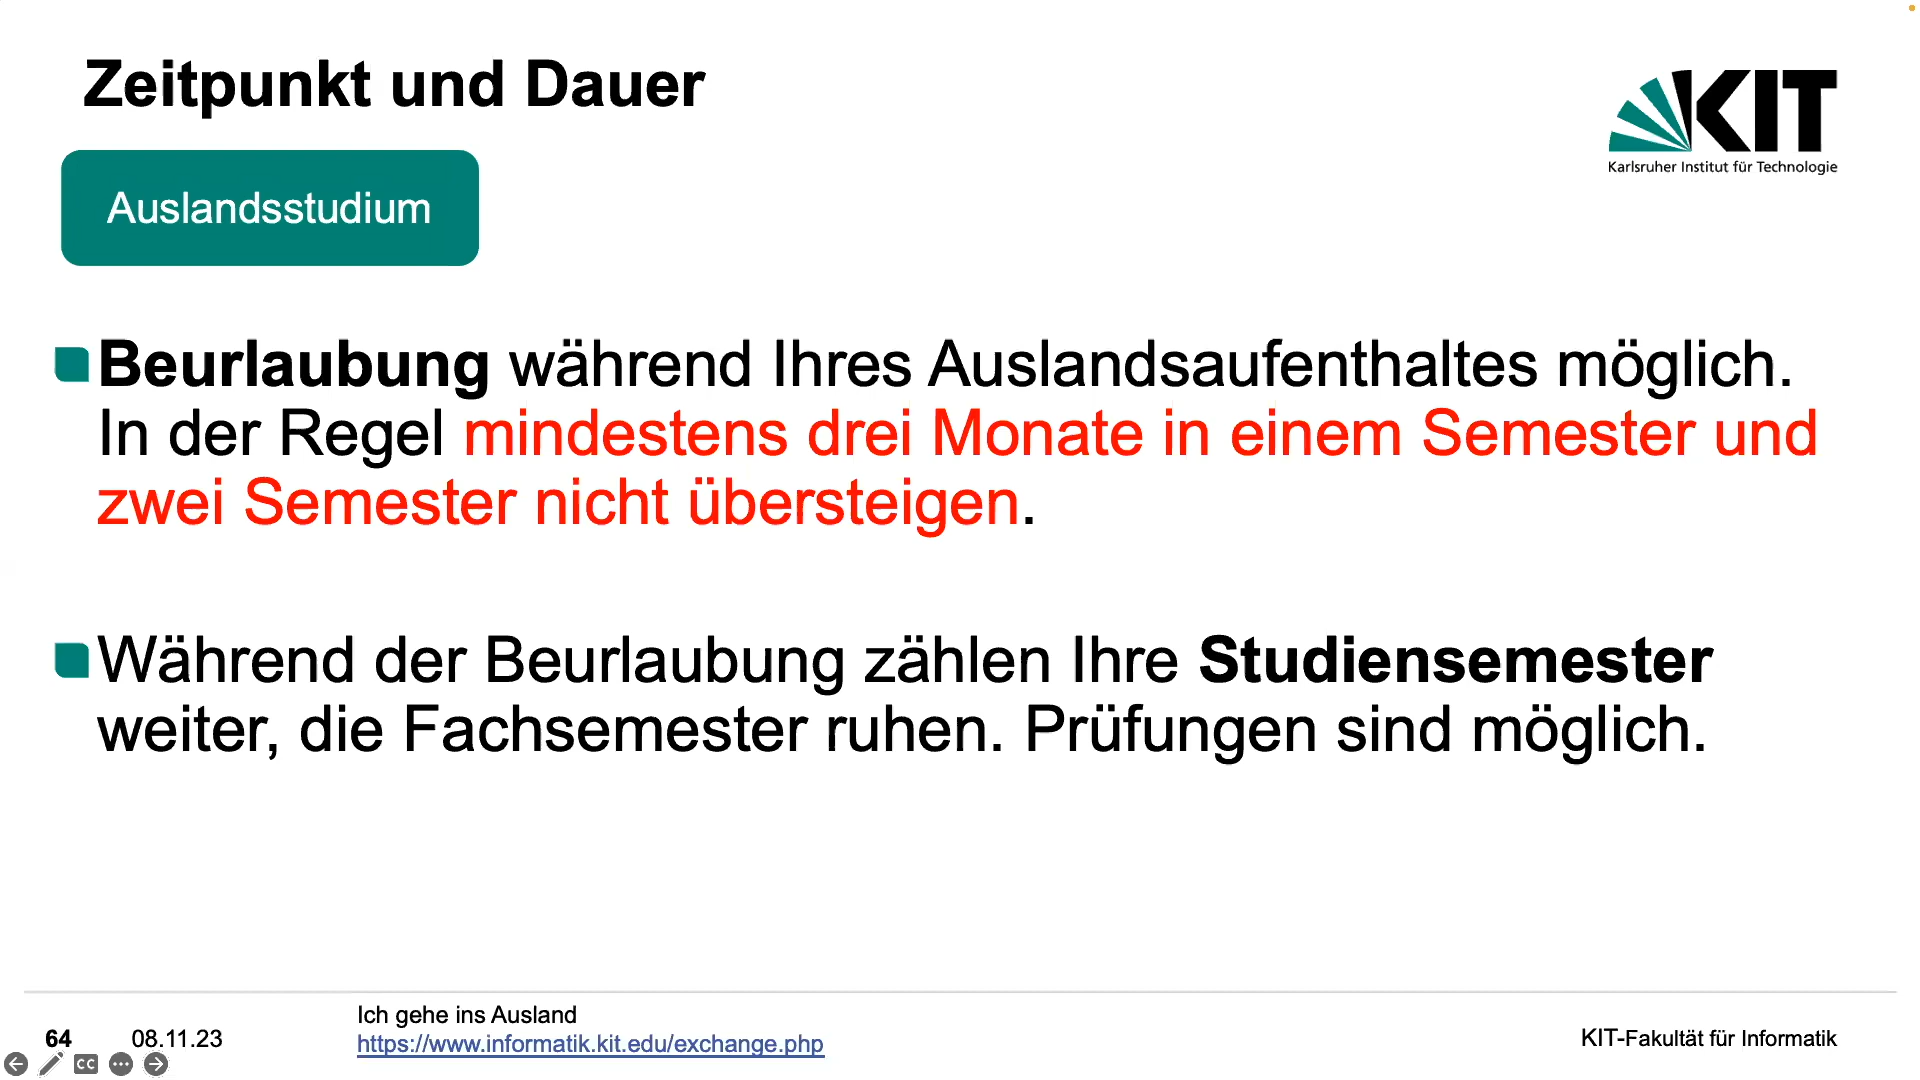 Zeitpunkt und Dauer
KIT
Karlsruher Institut für Technologie
Auslandsstudium
Beurlaubung während Ihres Auslandsaufenthaltes möglich.
In der Regel mindestens drei Monate in einem Semester und
zwei Semester nicht übersteigen.
Während der Beurlaubung zählen Ihre Studiensemester
weiter, die Fachsemester ruhen. Prüfungen sind möglich.
64
08.11.23
Ich gehe ins Ausland
https://www.informatik.kit.edu/exchange.php
KIT-Fakultät für Informatik
CC